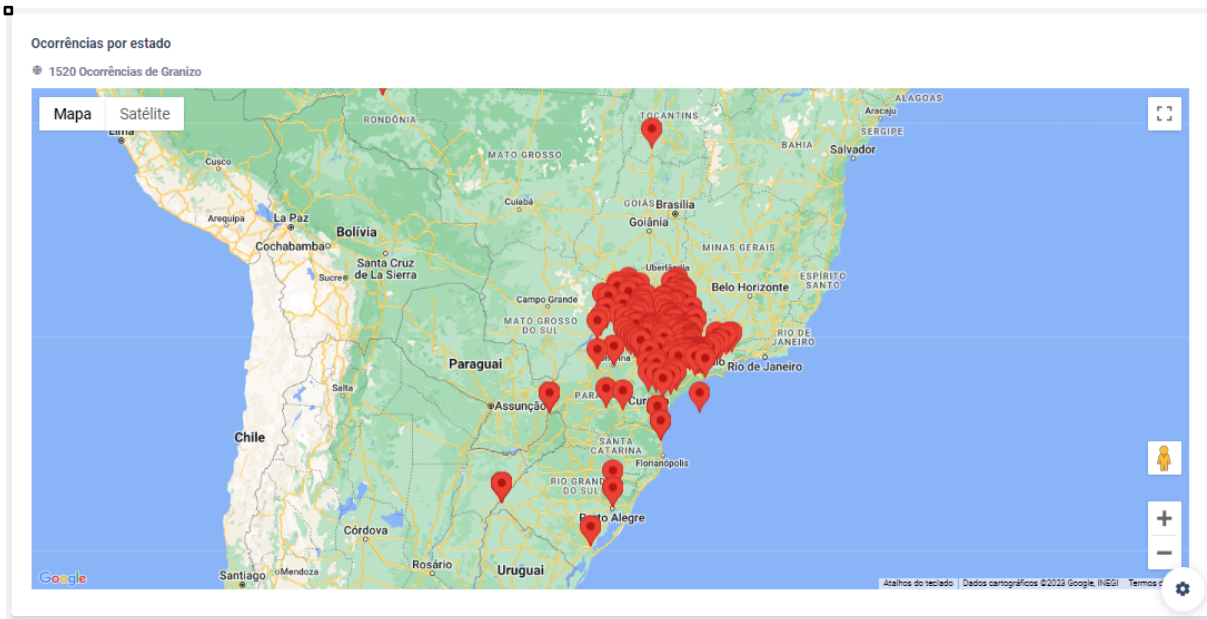 Ocorrências por estado
1520 Ocorrências de Granizo
Mapa
Satélite
ALAGOAS
RONDÔNIA
TOCANTINS
Aracaju
SERGIPE
Lima
BAHIA
Salvador
Cusco
MATO GROSSO
Cuiabá
GOIÁS
Brasília
Arequipa
La Paz
Goiânia
Bolívia
Cochabamba
MINAS GERAIS
Santa Cruz
de La Sierra
Sucre
Uberlândia
ESPÍRITO
SANTO
Belo Horizonte
Campo Grande
MATO GROSSO
DO SUL
RIO DE
JANEIRO
Paraguai
Rio de Janeiro
Salta
PARA
Assunção
Cur
Chile
SANTA
CATARINA
Florianópolis
RIO GRAND
DO SUL
Porto Alegre
Córdova
Rosário
Uruguai
Santiago
Mendoza
Google
Atalhos do teclado
Dados cartográficos ©2023 Google, INEGI
Termos